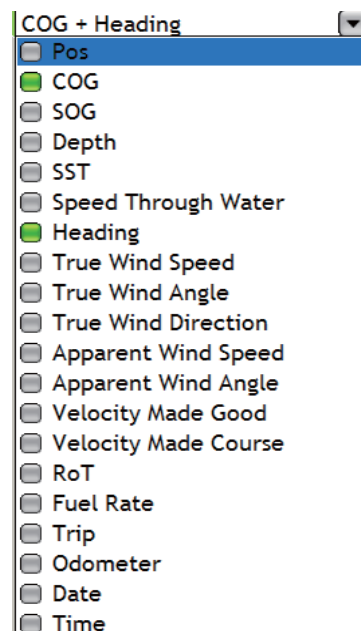 COG + Heading
Pos
COG
SOG
Depth
SST
Speed Through Water
Heading
True Wind Speed
True Wind Angle
True Wind Direction
Apparent Wind Speed
Apparent Wind Angle
Velocity Made Good
Velocity Made Course
RoT
Fuel Rate
Trip
Odometer
Date
Time